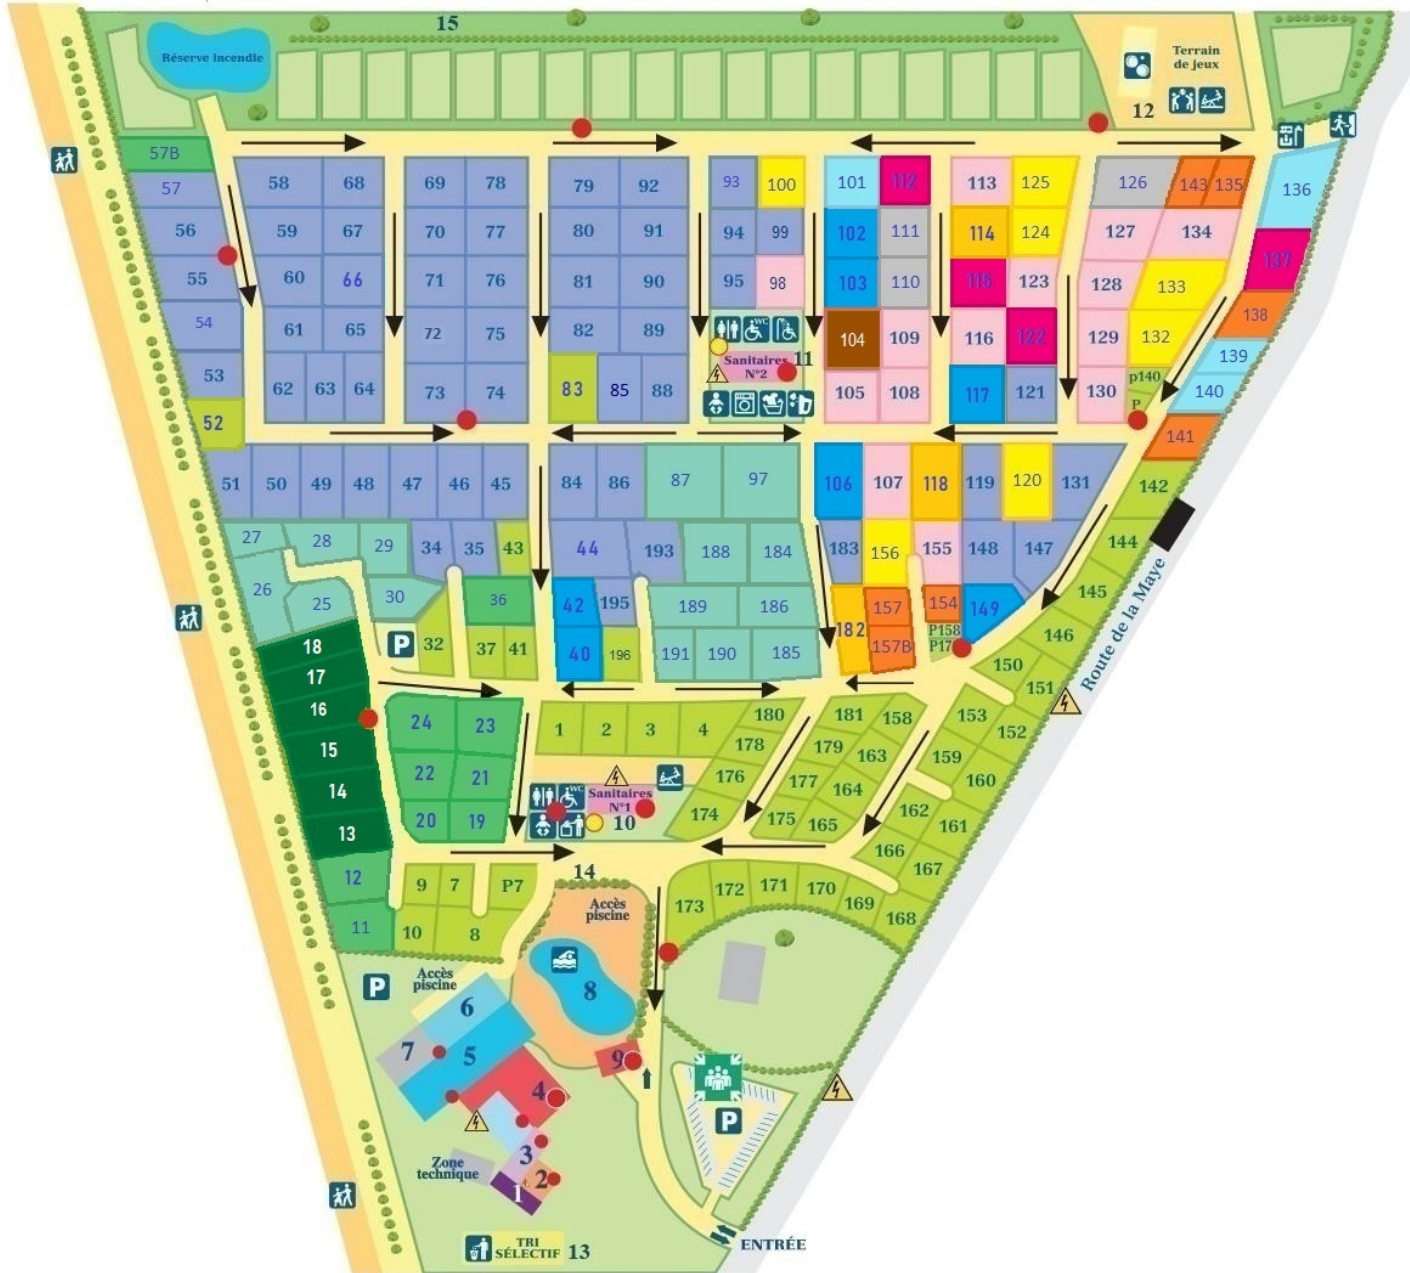 15
Réserve incendie
Terrain
de jeux
12
57B
57
58 68 69 78 79 92 93 100 101 112 113 125 126 143 135 136
56 59 67 70 77 80 91 94 99 102 111 114 124 127 134
55 60 66 71 76 81 90 95 98 103 110 115 123 128 133 137
54 61 65 72 75 82 89 104 109 116 122 129 132 138
WC
Sanitaires
N°2
11
53 62 63 64 73 74 83 85 88 105 108 117 121 130 p140 139
P
140
52
141
51 50 49 48 47 46 45 84 86 87 97 106 107 118 119 120 131 142
27 28 29 34 35 43 44 193 188 184 183 156 155 148 147 144
26 25 30 36 42 195 189 186 182 157 154 149 145
P158
P17
18 P 32 37 41 40 196 191 190 185 157B 146
150
17
151
Route de la Maye
16 24 23 1 2 3 4 180 181 158 153 152
15 22 21 178 179 163 159
14 176 177 164 160
WC
Sanitaires
N°1
10
13 20 19 174 175 165 162 161
166
14
167
12 9 7 P7 173 172 171 170 169 168
11 10 8
Accès
piscine
Accès
piscine
P
8
6
7 5
9
4
P
3
Zone
technique
2
1
TRI
SÉLECTIF
13
ENTRÉE